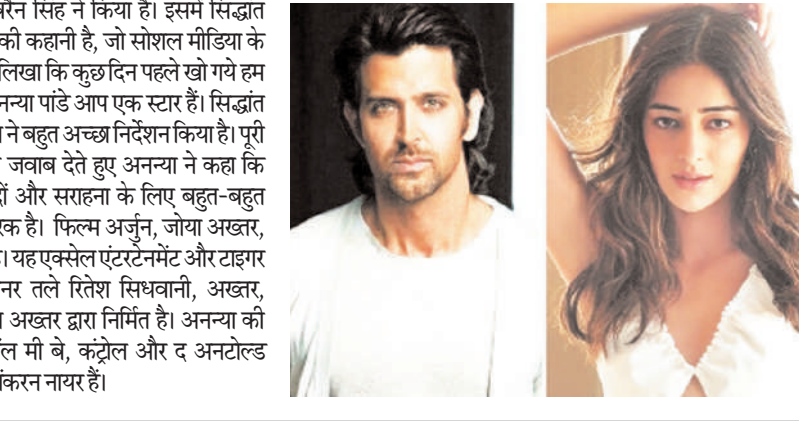 बरैन सिंह ने किया है। इसमें सिद्धांत
की कहानी है, जो सोशल मीडिया के
लिखा कि कुछ दिन पहले खो गये हम
नन्या पांडे आप एक स्टार हैं। सिद्धांत
ने बहुत अच्छा निर्देशन किया है। पूरी
जवाब देते हुए अनन्या ने कहा कि
और सराहना के लिए बहुत-बहुत
है। फिल्म अर्जुन, जोया अख्तर,
। यह एक्सेल एंटरटेनमेंट और टाइगर
नर तले रितेश सिधवानी, अख्तर,
अख्तर द्वारा निर्मित है। अनन्या की
ल मी बे, कंट्रोल और द अनटोल्ड
शंकरन नायर हैं।